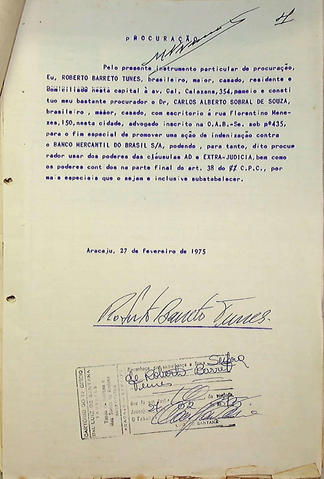 PROCURAÇÃO
Pelo presente instrumento particular de procuração,
Eu, ROBERTO BARRETO TUNES, brasileiro, maior, casado, residente e
Domiciliado nesta capital à av. Cal. Calazans,354, nomeio e consti
tuo meu bastante procurador o Dr, CARLOS ALBERTO SOBRAL DE SOUZA,
brasileiro , maior, casado, com escritorio à rua Florentino Mene-
zes,150, nesta cidade, advogado inscrito na O.A.B.-Se. sob nº435,
para o fim especial de promover uma ação de indenização contra
o BANCO MERCANTIL DO BRASIL S/A, podendo , para tanto, dito procu
rador usar dos poderes das cláusulas AD e EXTRA-JUDICIA, bem como
os poderes contidos na parte final do art. 38 do C.P.C., por
mais especiais que o sejam e inclusive substabelecer.
Aracaju, 27 de fevereiro de 1975
Roberto Barreto Tunes.
de Roberto Barreto
Tunes